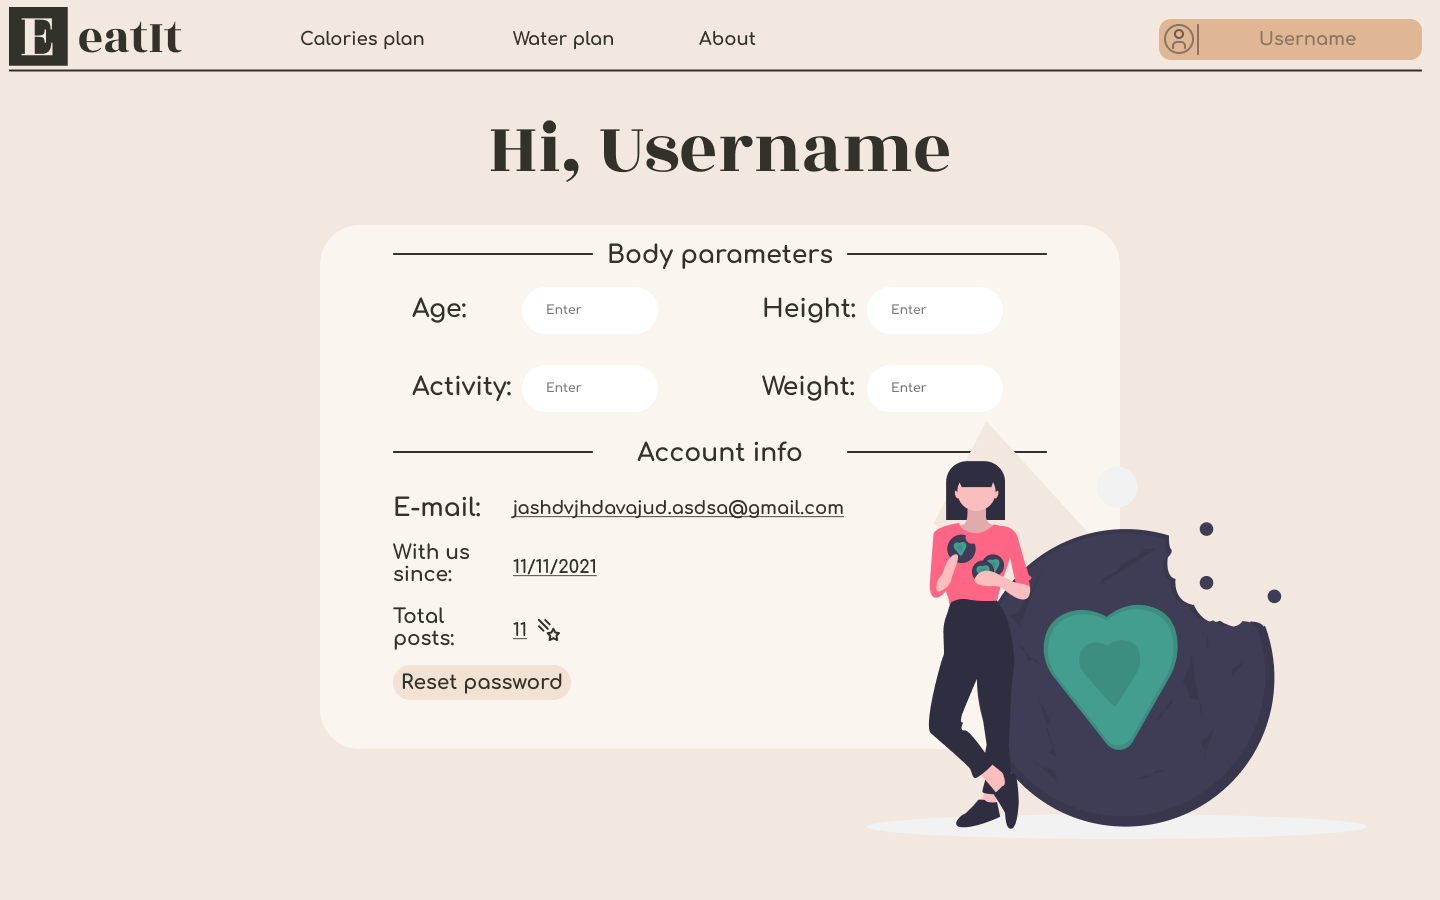 E eatIt Calories plan Water plan About Username
Hi, Username
Body parameters
Age: Enter Height: Enter
Activity: Enter Weight: Enter
Account info
E-mail: jashdvjhdavajud.asdsa@gmail.com
With us
since: 11/11/2021
Total
posts: 11
Reset password